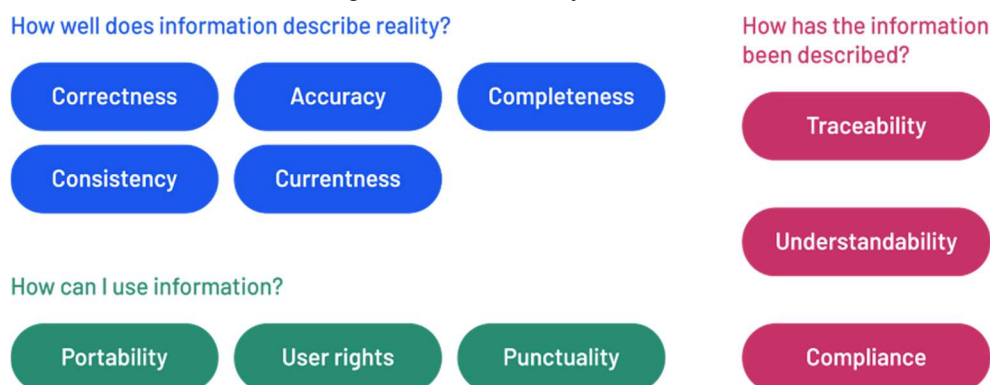 How well does information describe reality?
Correctness
Accuracy
Completeness
Consistency
Currentness
How can I use information?
Portability
User rights
Punctuality
How has the information
been described?
Traceability
Understandability
Compliance